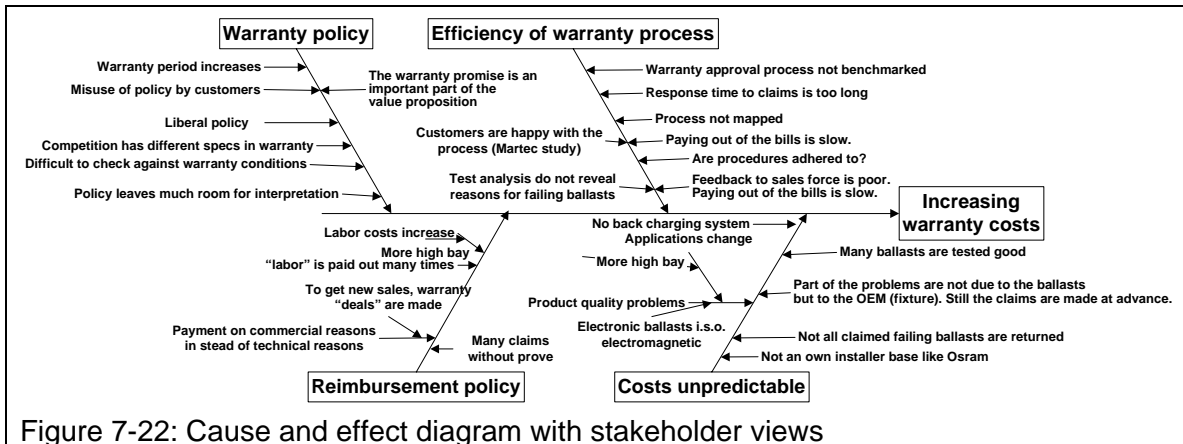 Warranty policy
Efficiency of warranty process
Warranty period increases
Misuse of policy by customers
The warranty promise is an
important part of the
value proposition
Liberal policy
Competition has different specs in warranty
Difficult to check against warranty conditions
Policy leaves much room for interpretation
Warranty approval process not benchmarked
Response time to claims is too long
Process not mapped
Customers are happy with the
process (Martec study)
Paying out of the bills is slow.
Are procedures adhered to?
Test analysis do not reveal
reasons for failing ballasts
Feedback to sales force is poor.
Paying out of the bills is slow.
Increasing
warranty costs
Labor costs increase
More high bay
“labor” is paid out many times
To get new sales, warranty
“deals” are made
Payment on commercial reasons
in stead of technical reasons
Many claims
without prove
No back charging system
Applications change
More high bay
Product quality problems
Electronic ballasts i.s.o.
electromagnetic
Many ballasts are tested good
Part of the problems are not due to the ballasts
but to the OEM (fixture). Still the claims are made at advance.
Not all claimed failing ballasts are returned
Not an own installer base like Osram
Reimbursement policy
Costs unpredictable
Figure 7-22: Cause and effect diagram with stakeholder views